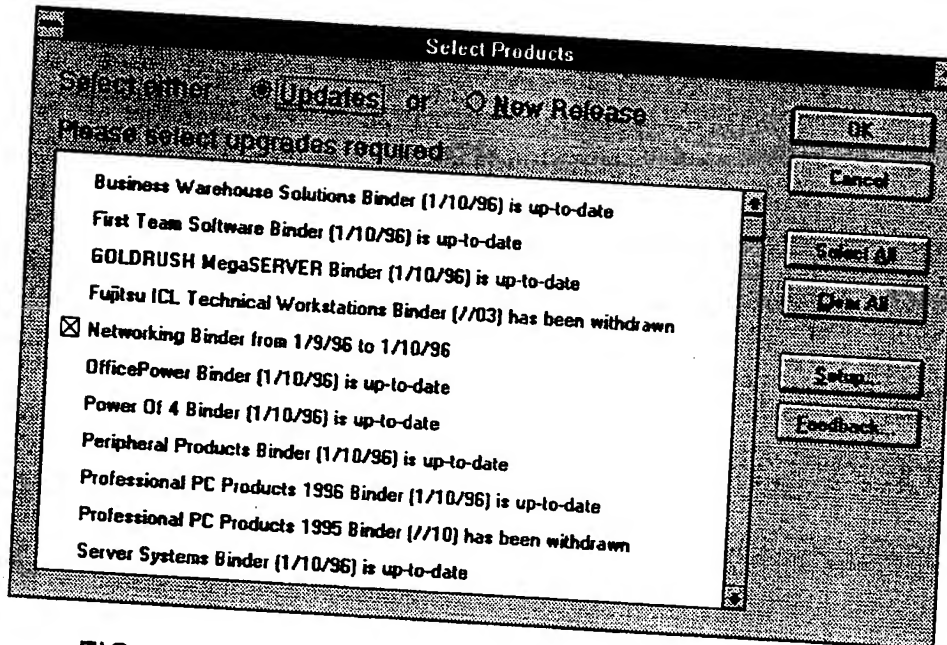 Select Products
Select either Updates or New Release
Please select upgrades required
Business Warehouse Solutions Binder (1/10/96) is up-to-date
First Team Software Binder (1/10/96) is up-to-date
GOLDRUSH MegaSERVER Binder (1/10/96) is up-to-date
Fujitsu ICL Technical Workstations Binder (//03) has been withdrawn
Networking Binder from 1/9/96 to 1/10/96
OfficePower Binder (1/10/96) is up-to-date
Power Of 4 Binder (1/10/96) is up-to-date
Peripheral Products Binder (1/10/96) is up-to-date
Professional PC Products 1996 Binder (1/10/96) is up-to-date
Professional PC Products 1995 Binder (//10) has been withdrawn
Server Systems Binder (1/10/96) is up-to-date
OK
Cancel
Select All
Clear All
Setup...
Feedback...